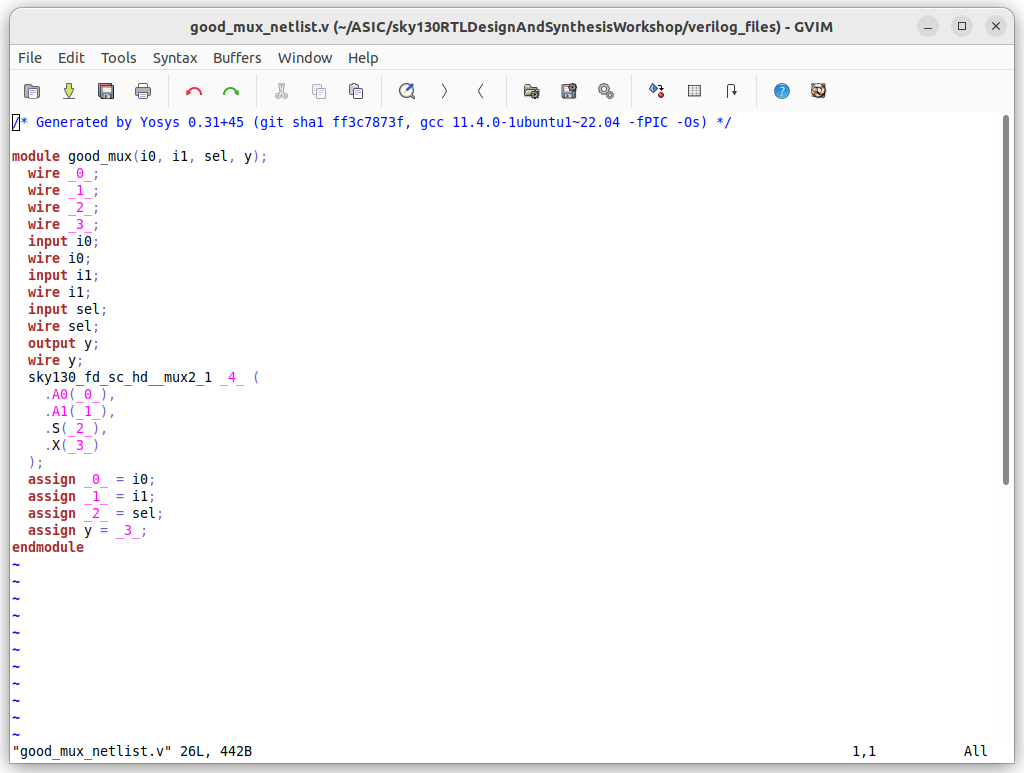 good_mux_netlist.v (~/ASIC/sky130RTLDesignAndSynthesisWorkshop/verilog_files) - GVIM
File Edit Tools Syntax Buffers Window Help
/* Generated by Yosys 0.31+45 (git sha1 ff3c7873f, gcc 11.4.0-1ubuntu1~22.04 -fPIC -Os) */
module good_mux(i0, i1, sel, y);
  wire _0_;
  wire _1_;
  wire _2_;
  wire _3_;
  input i0;
  wire i0;
  input i1;
  wire i1;
  input sel;
  wire sel;
  output y;
  wire y;
  sky130_fd_sc_hd__mux2_1 _4_ (
    .A0(_0_),
    .A1(_1_),
    .S(_2_),
    .X(_3_)
  );
  assign _0_ = i0;
  assign _1_ = i1;
  assign _2_ = sel;
  assign y = _3_;
endmodule
~
~
~
~
~
~
~
~
~
~
~
"good_mux_netlist.v" 26L, 442B 1,1 All